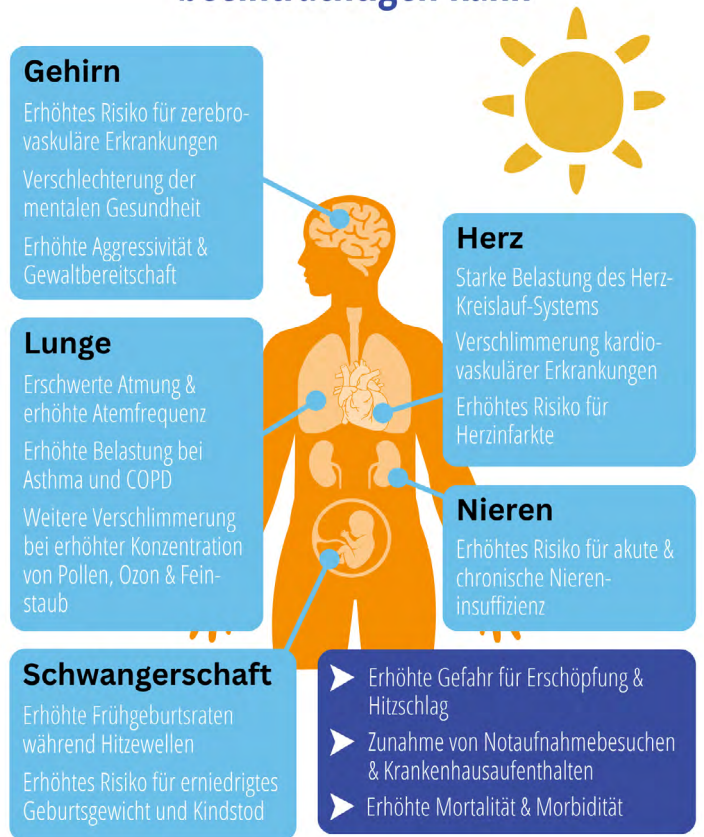 beeinträchtigen kann
Gehirn
Erhöhtes Risiko für zerebro-
vaskuläre Erkrankungen
Verschlechterung der
mentalen Gesundheit
Erhöhte Aggressivität &
Gewaltbereitschaft
Herz
Starke Belastung des Herz-
Kreislauf-Systems
Verschlimmerung kardio-
vaskulärer Erkrankungen
Erhöhtes Risiko für
Herzinfarkte
Lunge
Erschwerte Atmung &
erhöhte Atemfrequenz
Erhöhte Belastung bei
Asthma und COPD
Weitere Verschlimmerung
bei erhöhter Konzentration
von Pollen, Ozon & Fein-
staub
Nieren
Erhöhtes Risiko für akute &
chronische Nieren-
insuffizienz
Schwangerschaft
Erhöhte Frühgeburtsraten
während Hitzewellen
Erhöhtes Risiko für erniedrigtes
Geburtsgewicht und Kindstod
Erhöhte Gefahr für Erschöpfung &
Hitzschlag
Zunahme von Notaufnahmebesuchen
& Krankenhausaufenthalten
Erhöhte Mortalität & Morbidität